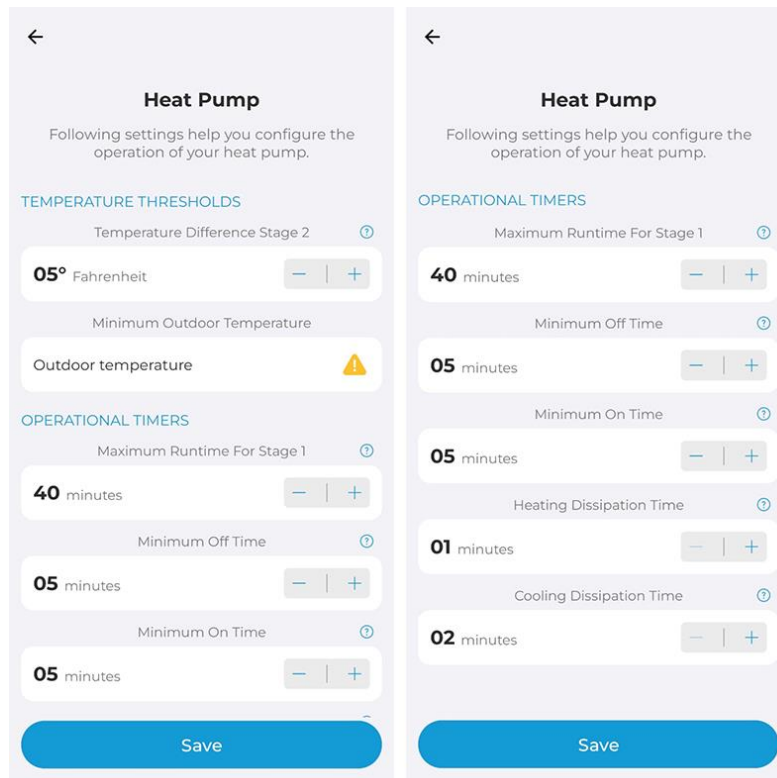 Heat Pump
Following settings help you configure the
operation of your heat pump.
TEMPERATURE THRESHOLDS
Temperature Difference Stage 2
05° Fahrenheit
Minimum Outdoor Temperature
Outdoor temperature
OPERATIONAL TIMERS
Maximum Runtime For Stage 1
40 minutes
Minimum Off Time
05 minutes
Minimum On Time
05 minutes
Save
Heat Pump
Following settings help you configure the
operation of your heat pump.
OPERATIONAL TIMERS
Maximum Runtime For Stage 1
40 minutes
Minimum Off Time
05 minutes
Minimum On Time
05 minutes
Heating Dissipation Time
01 minutes
Cooling Dissipation Time
02 minutes
Save